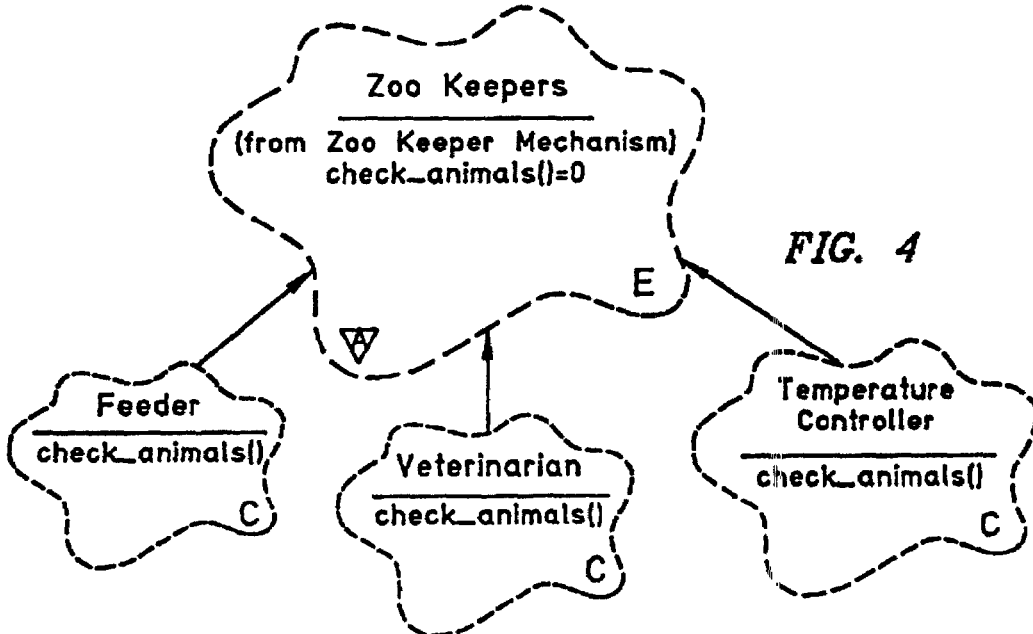 Zoo Keepers
(from Zoo Keeper Mechanism)
check_animals()=0
FIG. 4
E
A
Feeder
check_animals()
C
Veterinarian
check_animals()
C
Temperature
Controller
check_animals()
C